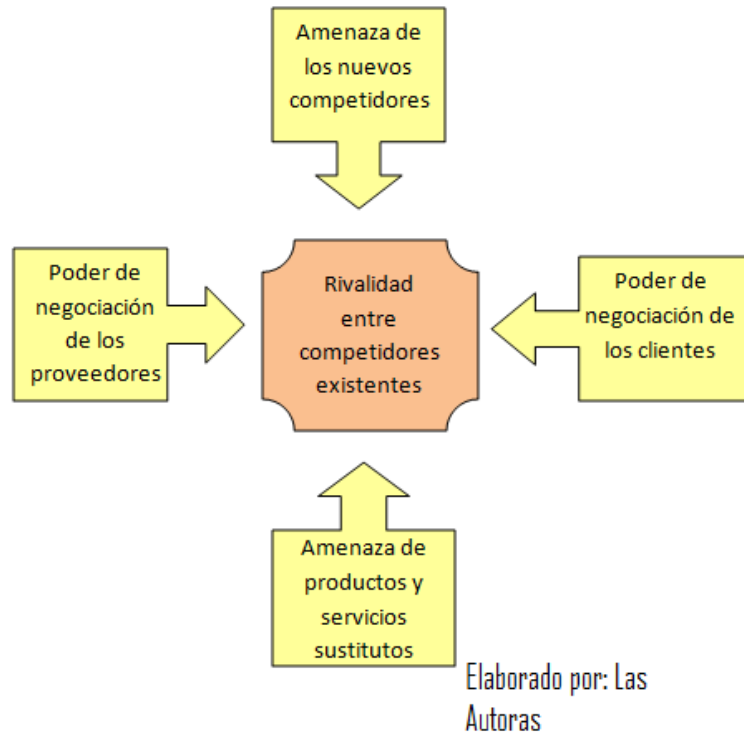 Amenaza de
los nuevos
competidores
Poder de
negociación
de los
proveedores
Rivalidad
entre
competidores
existentes
Poder de
negociación de
los clientes
Amenaza de
productos y
servicios
sustitutos
Elaborado por: Las
Autoras